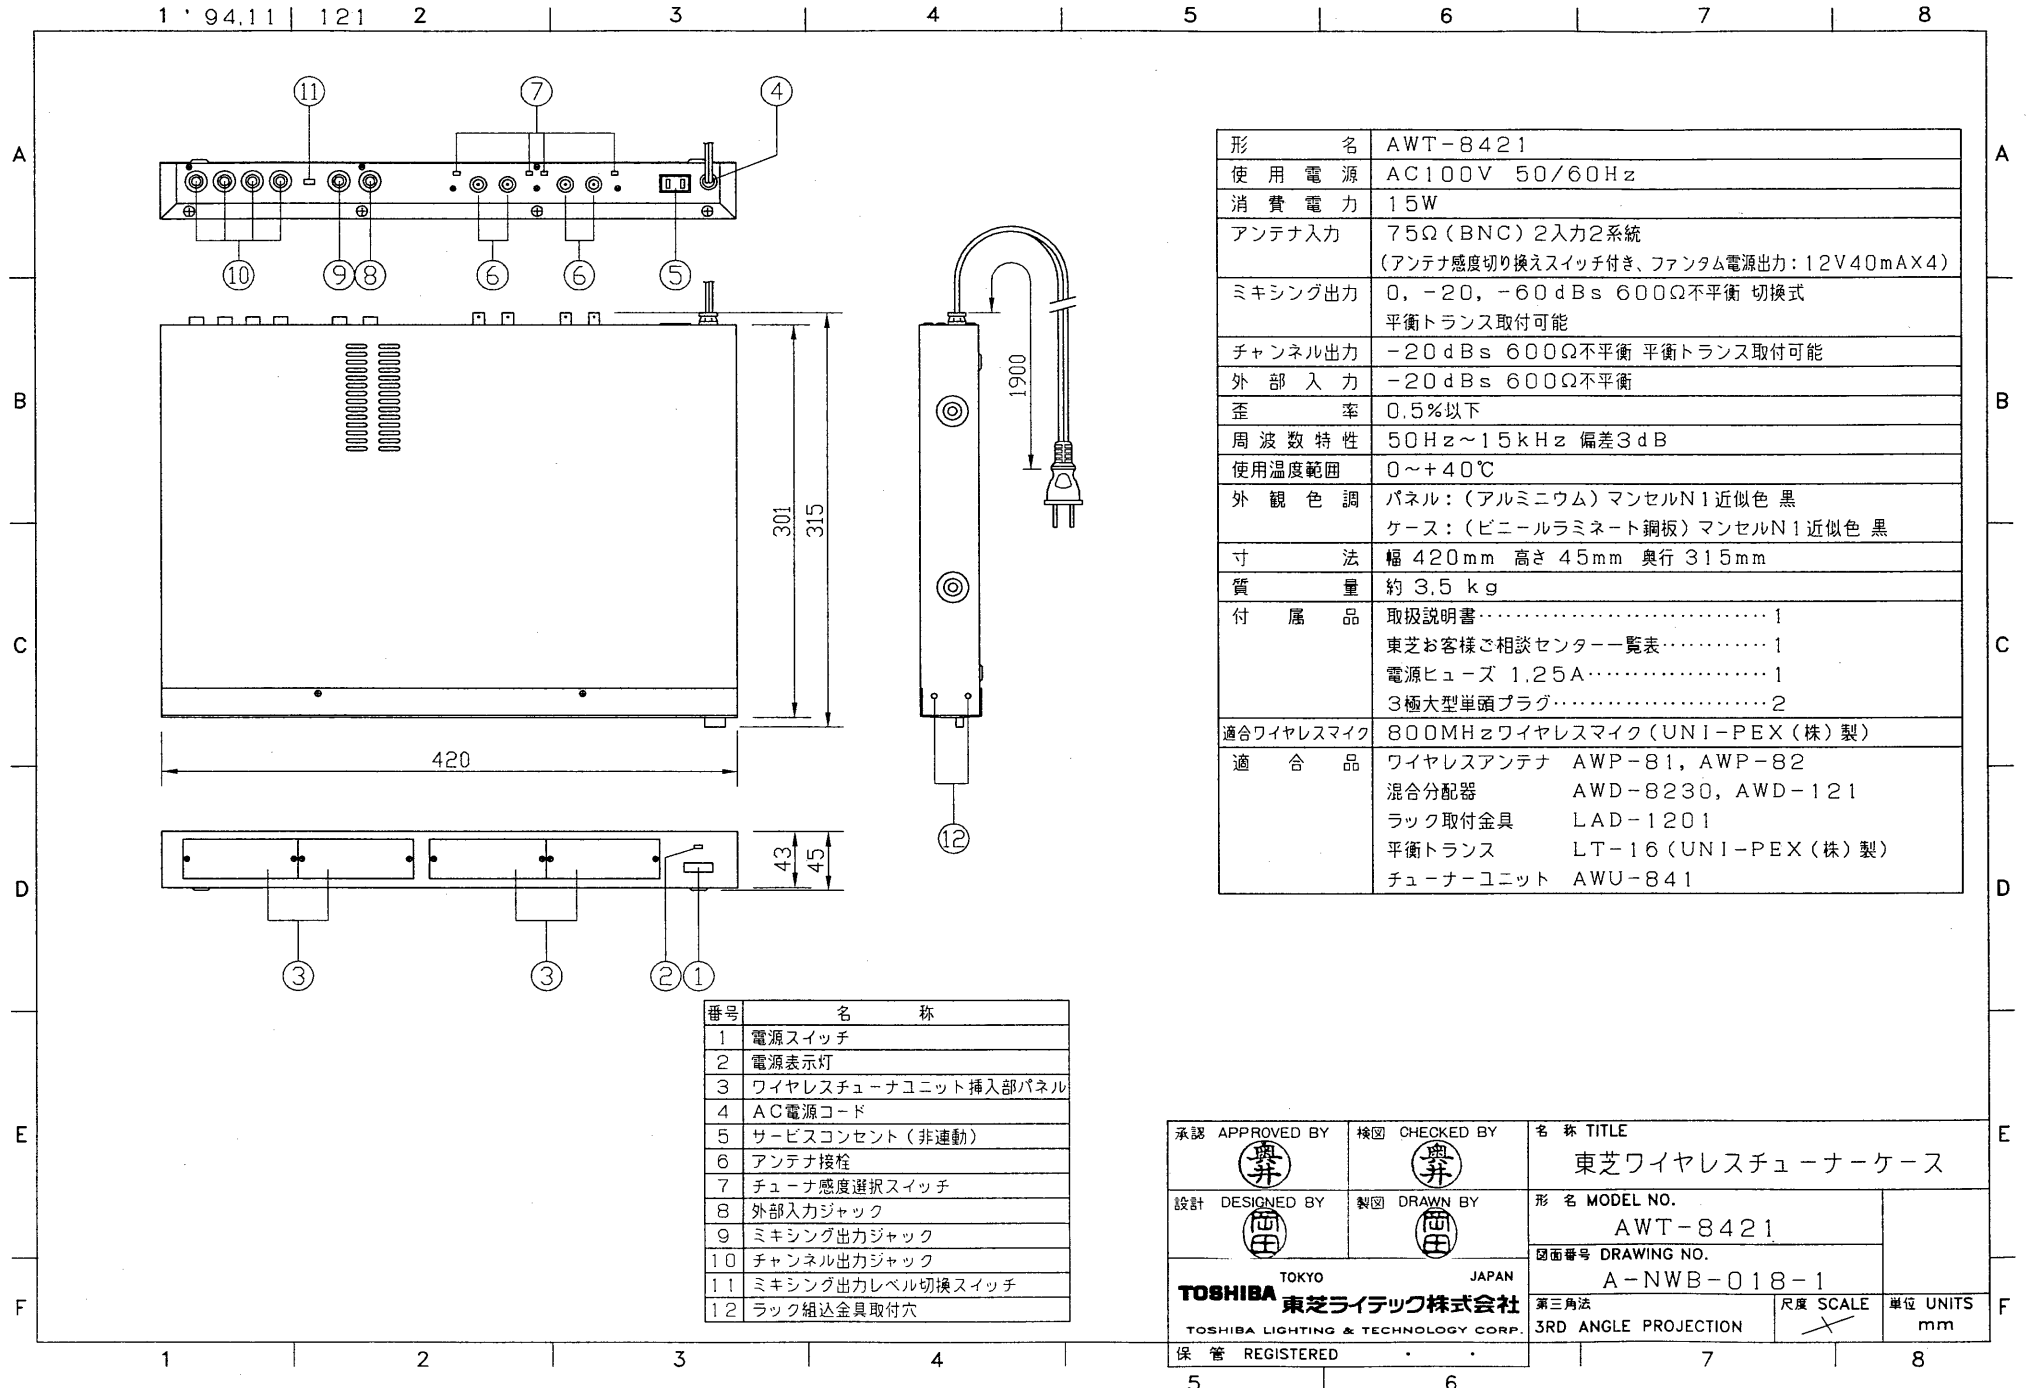 1 '94.11 121 2 3 4 5 6 7 8
A
B
C
D
E
F
A
B
C
D
E
F
⑪ ⑦ ④
⑩ ⑨ ⑧ ⑥ ⑥ ⑤
301
315
420
1900
⑫
43
45
③ ③ ② ①
形名 AWT-8421
使用電源 AC100V 50/60Hz
消費電力 15W
アンテナ入力 75Ω(BNC)2入力2系統
(アンテナ感度切り換えスイッチ付き、ファンタム電源出力:12V40mAX4)
ミキシング出力 0, -20, -60dBs 600Ω不平衡 切換式
平衡トランス取付可能
チャンネル出力 -20dBs 600Ω不平衡 平衡トランス取付可能
外部入力 -20dBs 600Ω不平衡
歪率 0.5%以下
周波数特性 50Hz~15kHz 偏差3dB
使用温度範囲 0~+40℃
外観色調 パネル:(アルミニウム)マンセルN1近似色 黒
ケース:(ビニールラミネート鋼板)マンセルN1近似色 黒
寸法 幅 420mm 高さ 45mm 奥行 315mm
質量 約 3.5 kg
付属品 取扱説明書……………………………1
東芝お客様ご相談センター一覧表…………1
電源ヒューズ 1.25A…………………1
3極大型単頭プラグ……………………2
適合ワイヤレスマイク 800MHzワイヤレスマイク(UNI-PEX(株)製)
適合品 ワイヤレスアンテナ AWP-81, AWP-82
混合分配器 AWD-8230, AWD-121
ラック取付金具 LAD-1201
平衡トランス LT-16(UNI-PEX(株)製)
チューナーユニット AWU-841
番号 名称
1 電源スイッチ
2 電源表示灯
3 ワイヤレスチューナユニット挿入部パネル
4 AC電源コード
5 サービスコンセント(非連動)
6 アンテナ接栓
7 チューナ感度選択スイッチ
8 外部入力ジャック
9 ミキシング出力ジャック
10 チャンネル出力ジャック
11 ミキシング出力レベル切換スイッチ
12 ラック組込金具取付穴
承認 APPROVED BY 検図 CHECKED BY 名称 TITLE
奥井 奥井
東芝ワイヤレスチューナーケース
設計 DESIGNED BY 製図 DRAWN BY 形名 MODEL NO.
岡田 岡田
AWT-8421
図面番号 DRAWING NO.
A-NWB-018-1
TOKYO JAPAN
TOSHIBA 東芝ライテック株式会社
TOSHIBA LIGHTING & TECHNOLOGY CORP.
第三角法
3RD ANGLE PROJECTION
尺度 SCALE
単位 UNITS
mm
保管 REGISTERED ・ ・
1 2 3 4 5 6 7 8